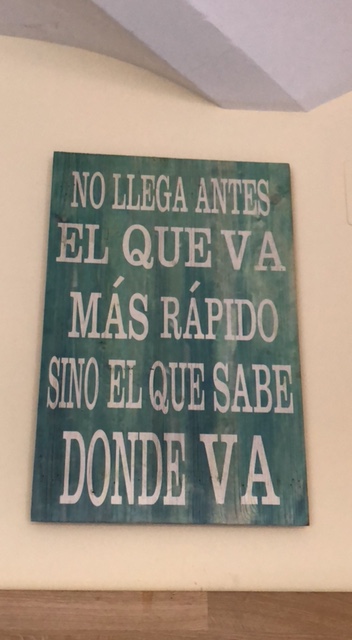 NO LLEGA ANTES
EL QUE VA
MÁS RÁPIDO
SINO EL QUE SABE
DONDE VA